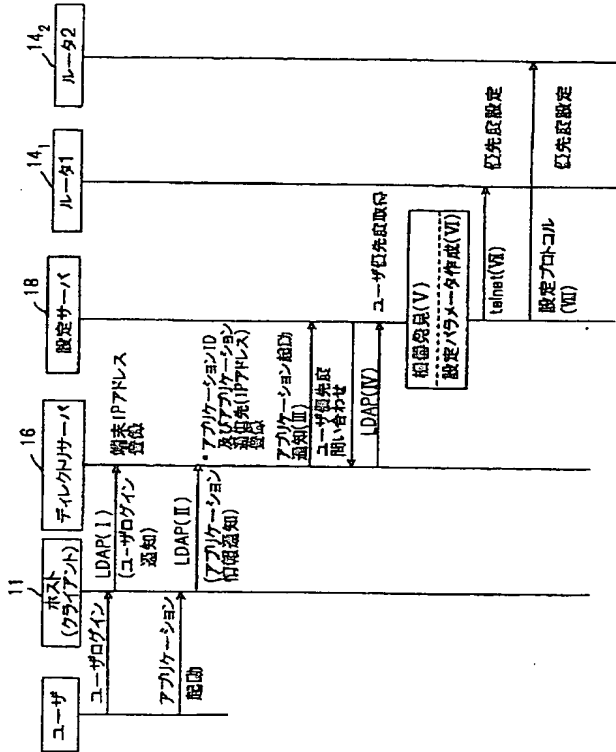 ユーザ
11
ホスト
(クライアント)
16
ディレクトリサーバ
18
設定サーバ
14₁
ルータ1
14₂
ルータ2
ユーザログイン
LDAP(Ⅰ)
(ユーザログイン
通知)
端末IPアドレス
登録
アプリケーション
起動
LDAP(Ⅱ)
(アプリケーション
情報通知)
*アプリケーションID
及びアプリケーション
通信先(IPアドレス)
情報
登録
アプリケーション起動
通知(Ⅲ)
ユーザ優先度
問い合わせ
LDAP(Ⅳ)
ユーザ優先度取得
機器発見(Ⅴ)
設定パラメータ作成(Ⅵ)
telnet(Ⅶ)
優先度設定
設定プロトコル
(Ⅶ)
優先度設定